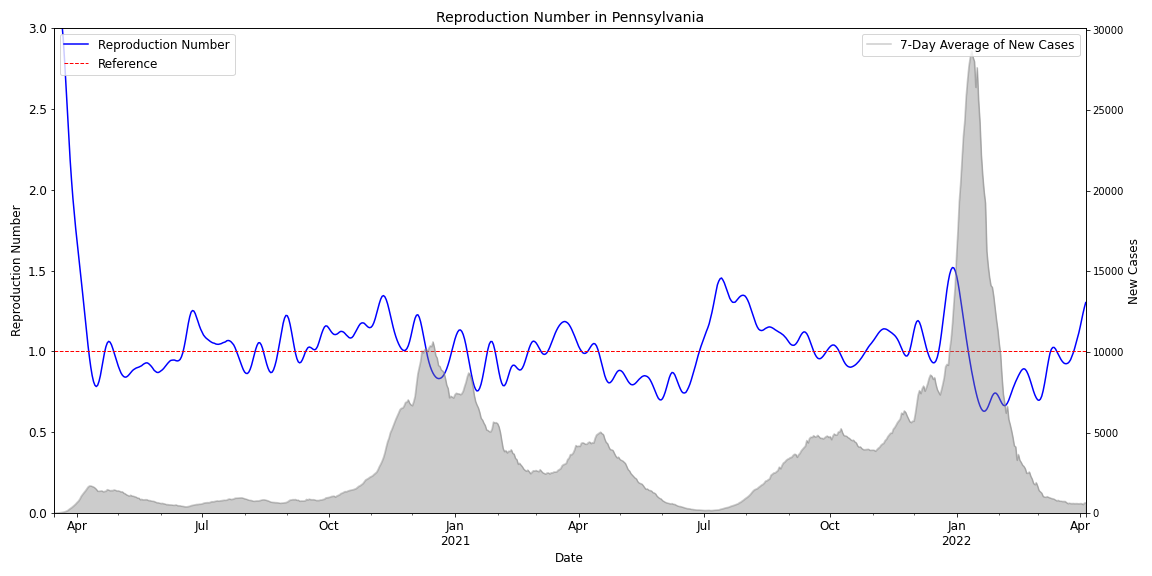 Reproduction Number in Pennsylvania
Reproduction Number
Reference
7-Day Average of New Cases
3.0
2.5
2.0
1.5
1.0
0.5
0.0
Reproduction Number
30000
25000
20000
15000
10000
5000
0
New Cases
Apr
Jul
Oct
Jan
2021
Apr
Jul
Oct
Jan
2022
Apr
Date